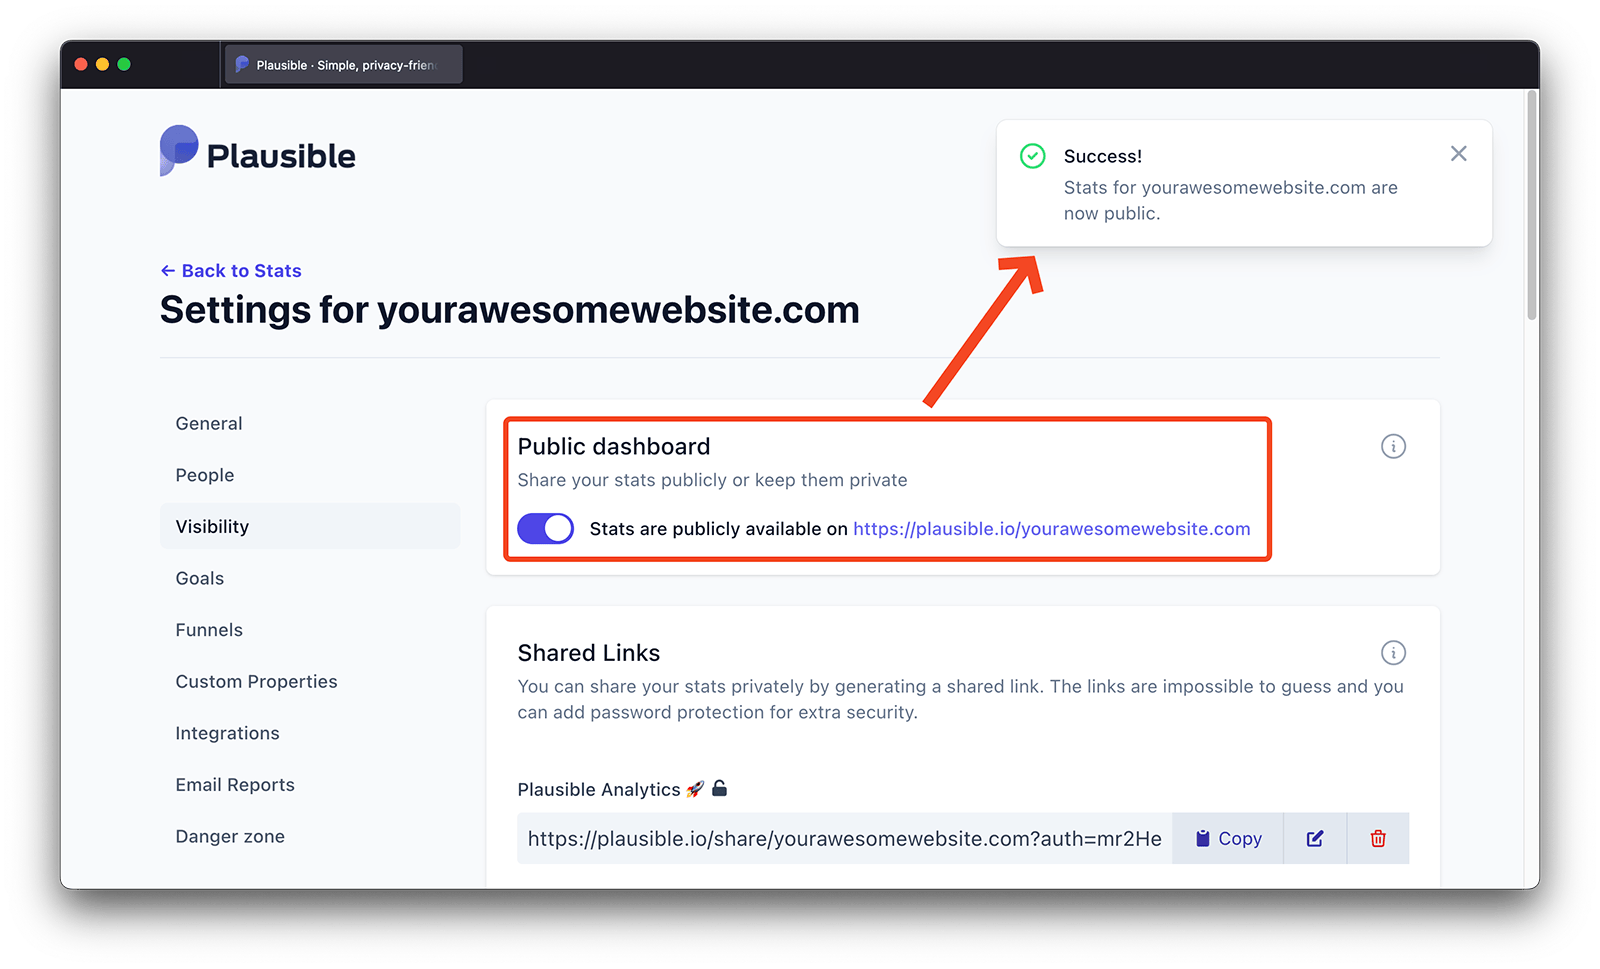 Plausible · Simple, privacy-frien
Plausible
Success!
Stats for yourawesomewebsite.com are
now public.
← Back to Stats
Settings for yourawesomewebsite.com
General
People
Visibility
Goals
Funnels
Custom Properties
Integrations
Email Reports
Danger zone
Public dashboard
Share your stats publicly or keep them private
Stats are publicly available on https://plausible.io/yourawesomewebsite.com
Shared Links
You can share your stats privately by generating a shared link. The links are impossible to guess and you
can add password protection for extra security.
Plausible Analytics 🚀
https://plausible.io/share/yourawesomewebsite.com?auth=mr2He
Copy